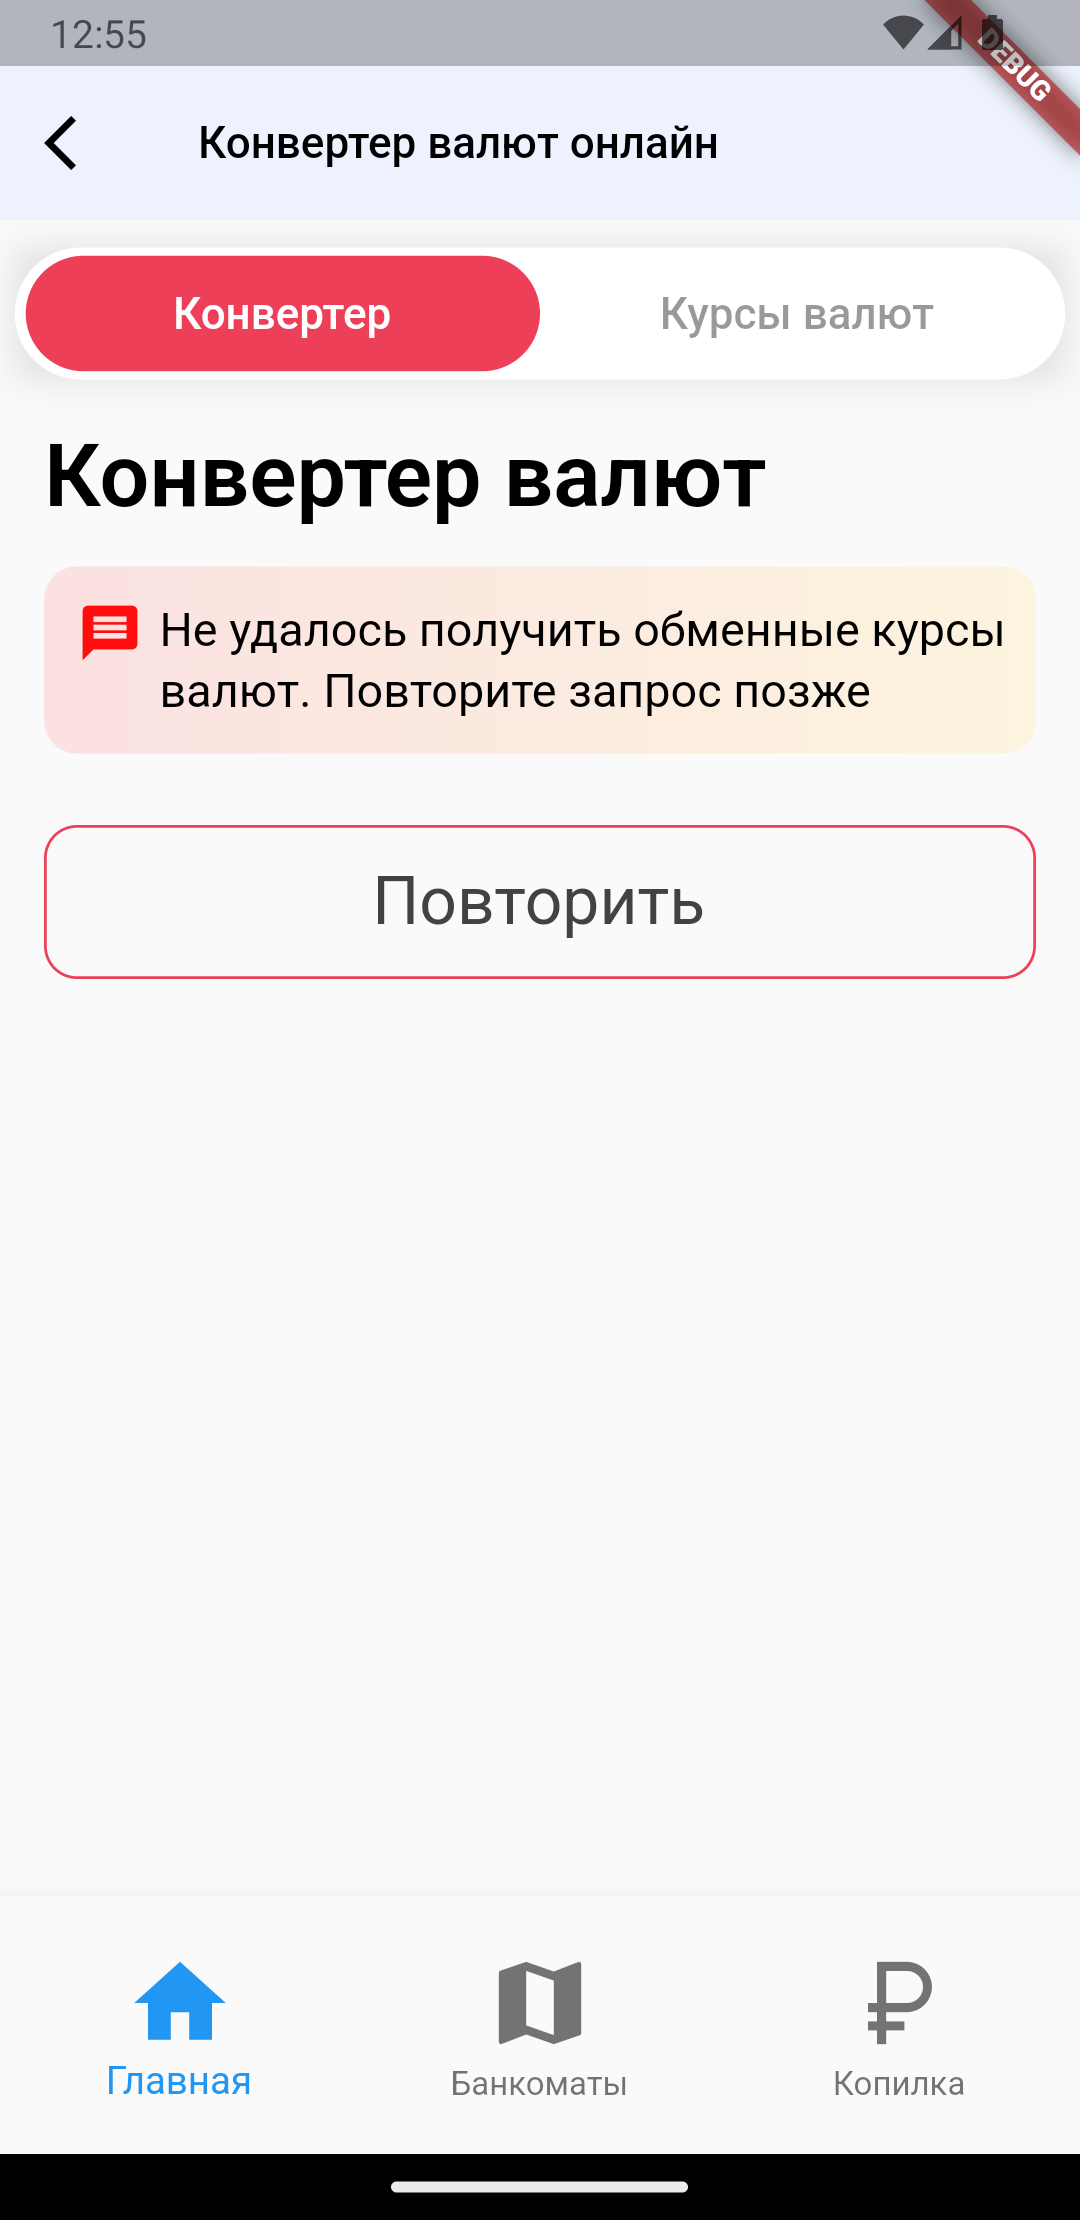 12:55
DEBUG
Конвертер валют онлайн
Конвертер
Курсы валют
Конвертер валют
Не удалось получить обменные курсы
валют. Повторите запрос позже
Повторить
Главная
Банкоматы
Копилка